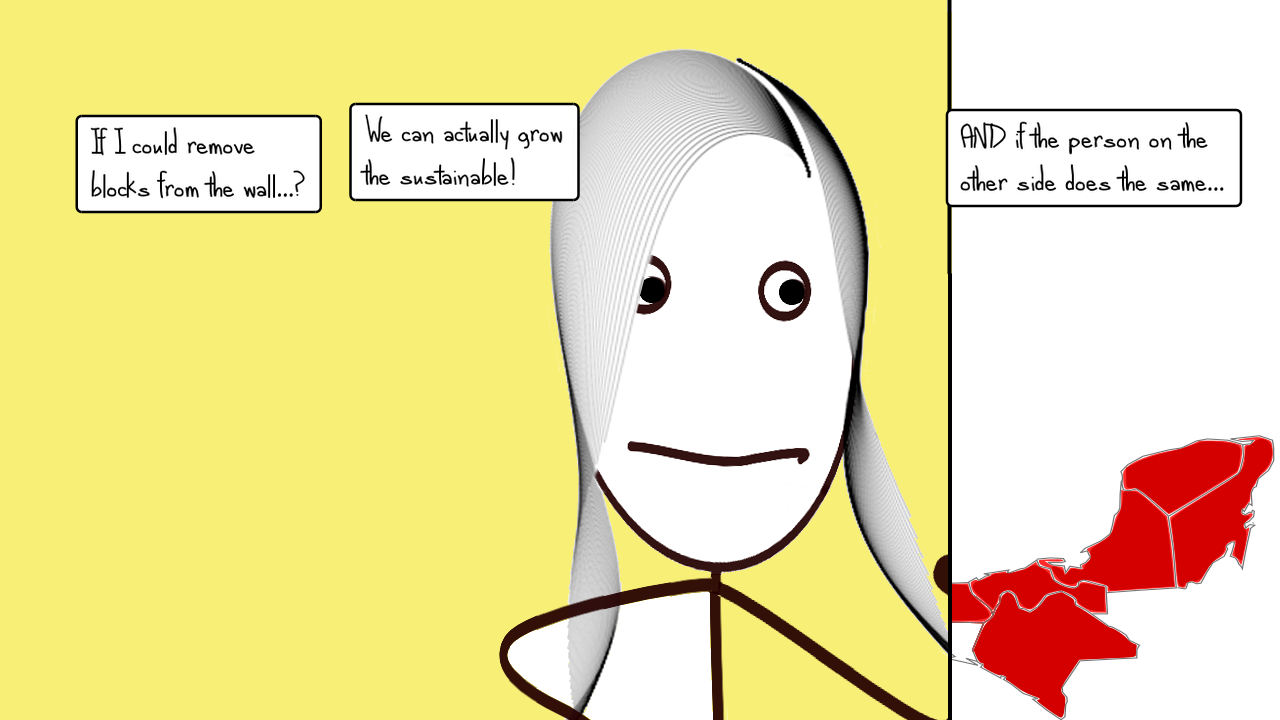 If I could remove
blocks from the wall...?
We can actually grow
the sustainable!
AND if the person on the
other side does the same...